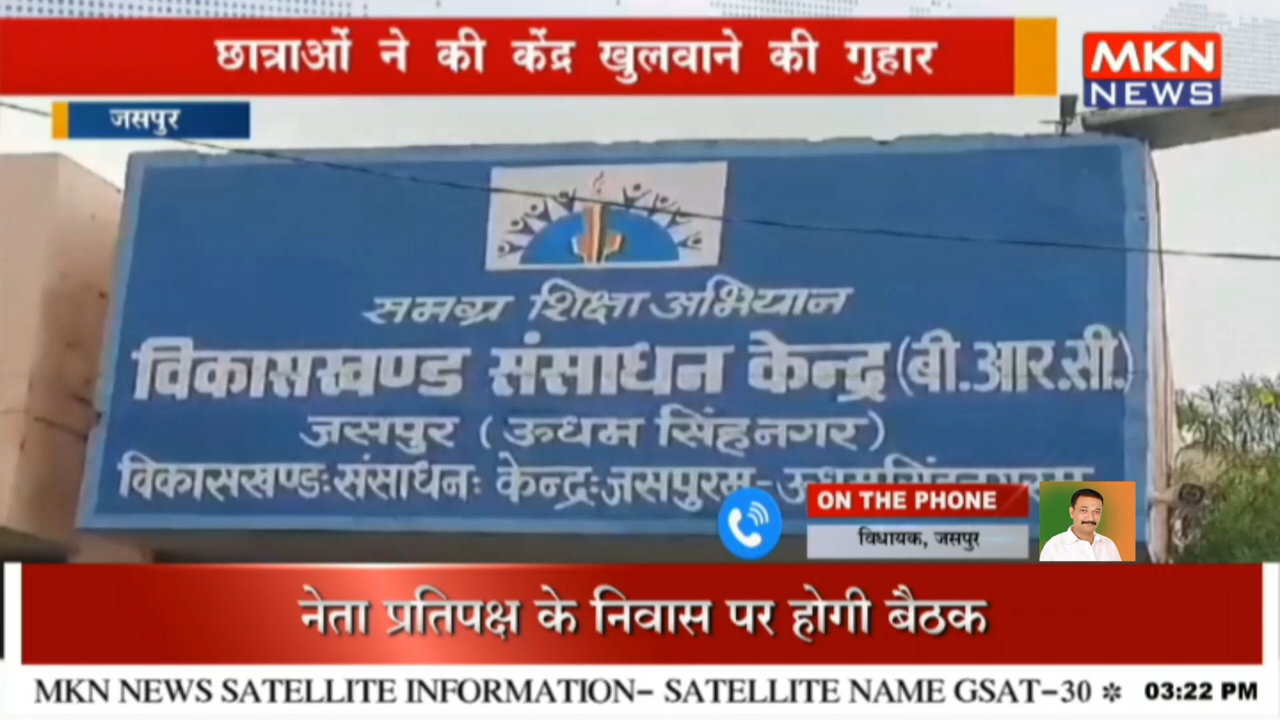 छात्राओं ने की केंद्र खुलवाने की गुहार
MKN
NEWS
जसपुर
समग्र शिक्षा अभियान
विकासखण्ड संसाधन केन्द्र (बी.आर.सी.)
जसपुर (ऊधम सिंह नगर)
विकासखण्डः संसाधनः केन्द्रः जसपुरम्-
ON THE PHONE
विधायक, जसपुर
नेता प्रतिपक्ष के निवास पर होगी बैठक
MKN NEWS SATELLITE INFORMATION- SATELLITE NAME GSAT-30 * 03:22 PM